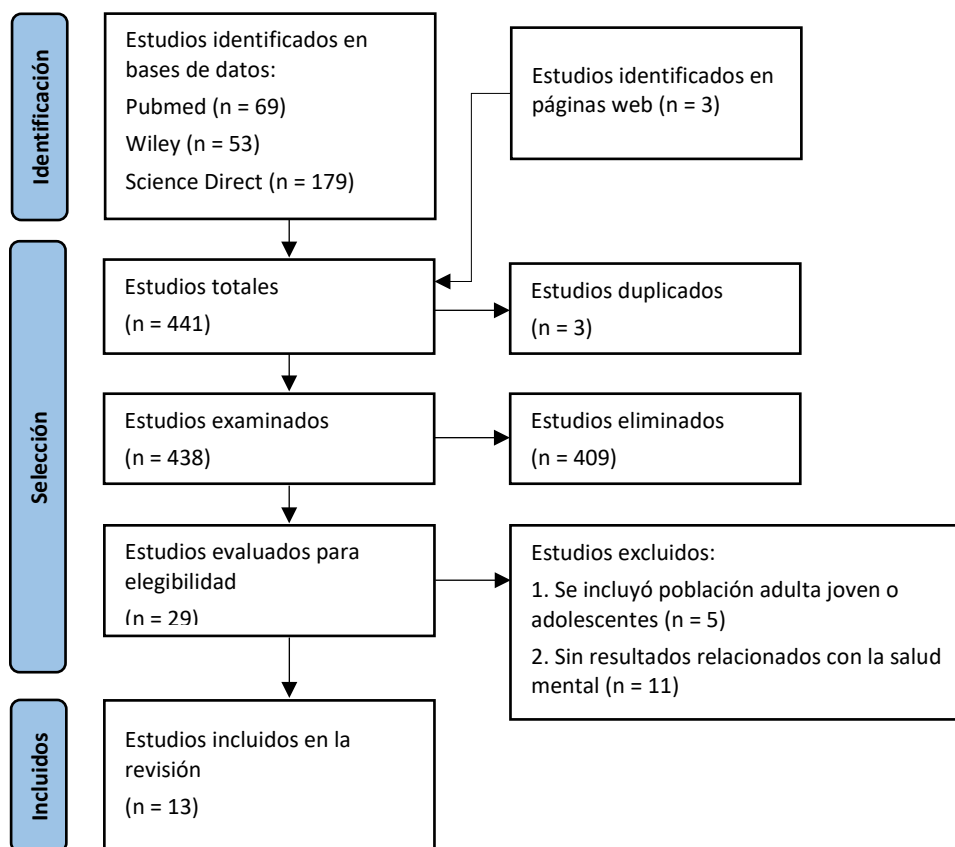 Identificación
Estudios identificados en
bases de datos:
Pubmed (n = 69)
Wiley (n = 53)
Science Direct (n = 179)
Estudios identificados en
páginas web (n = 3)
Selección
Estudios totales
(n = 441)
Estudios duplicados
(n = 3)
Estudios examinados
(n = 438)
Estudios eliminados
(n = 409)
Estudios evaluados para
elegibilidad
(n = 29)
Estudios excluidos:
1. Se incluyó población adulta joven o
adolescentes (n = 5)
2. Sin resultados relacionados con la salud
mental (n = 11)
Incluidos
Estudios incluidos en la
revisión
(n = 13)